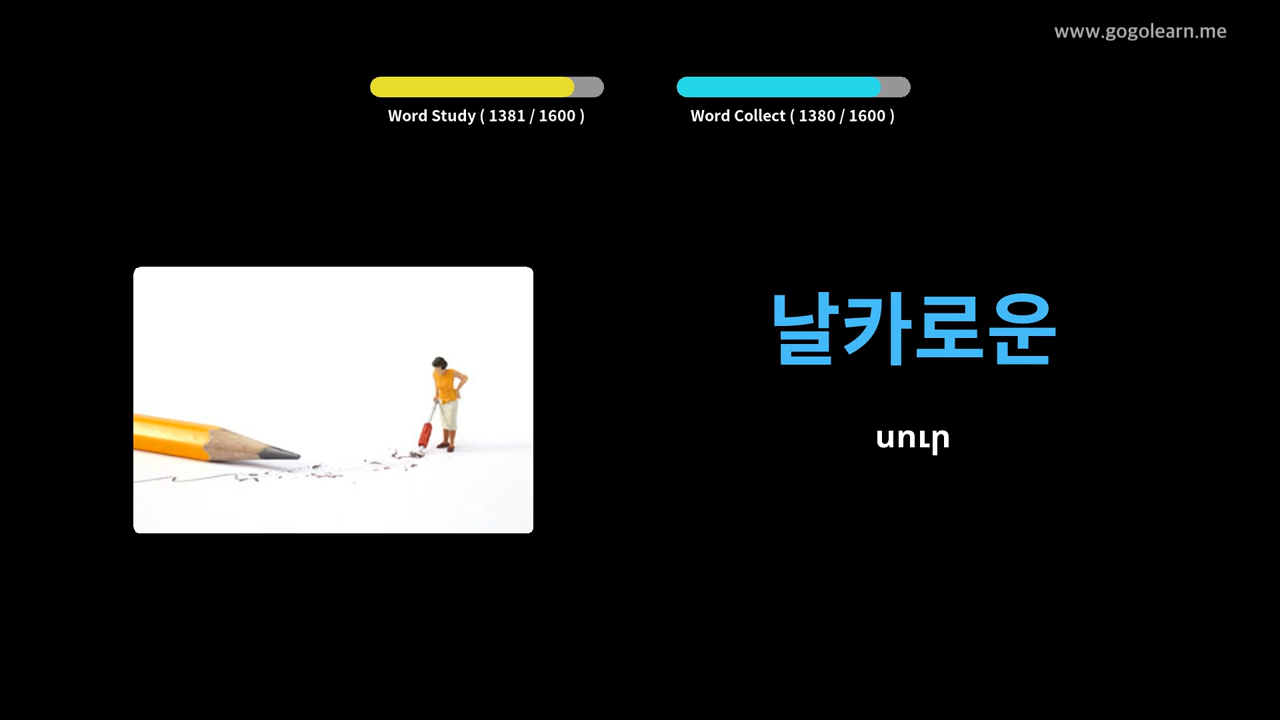 www.gogolearn.me
Word Study ( 1381 / 1600 )
Word Collect ( 1380 / 1600 )
날카로운
սուր